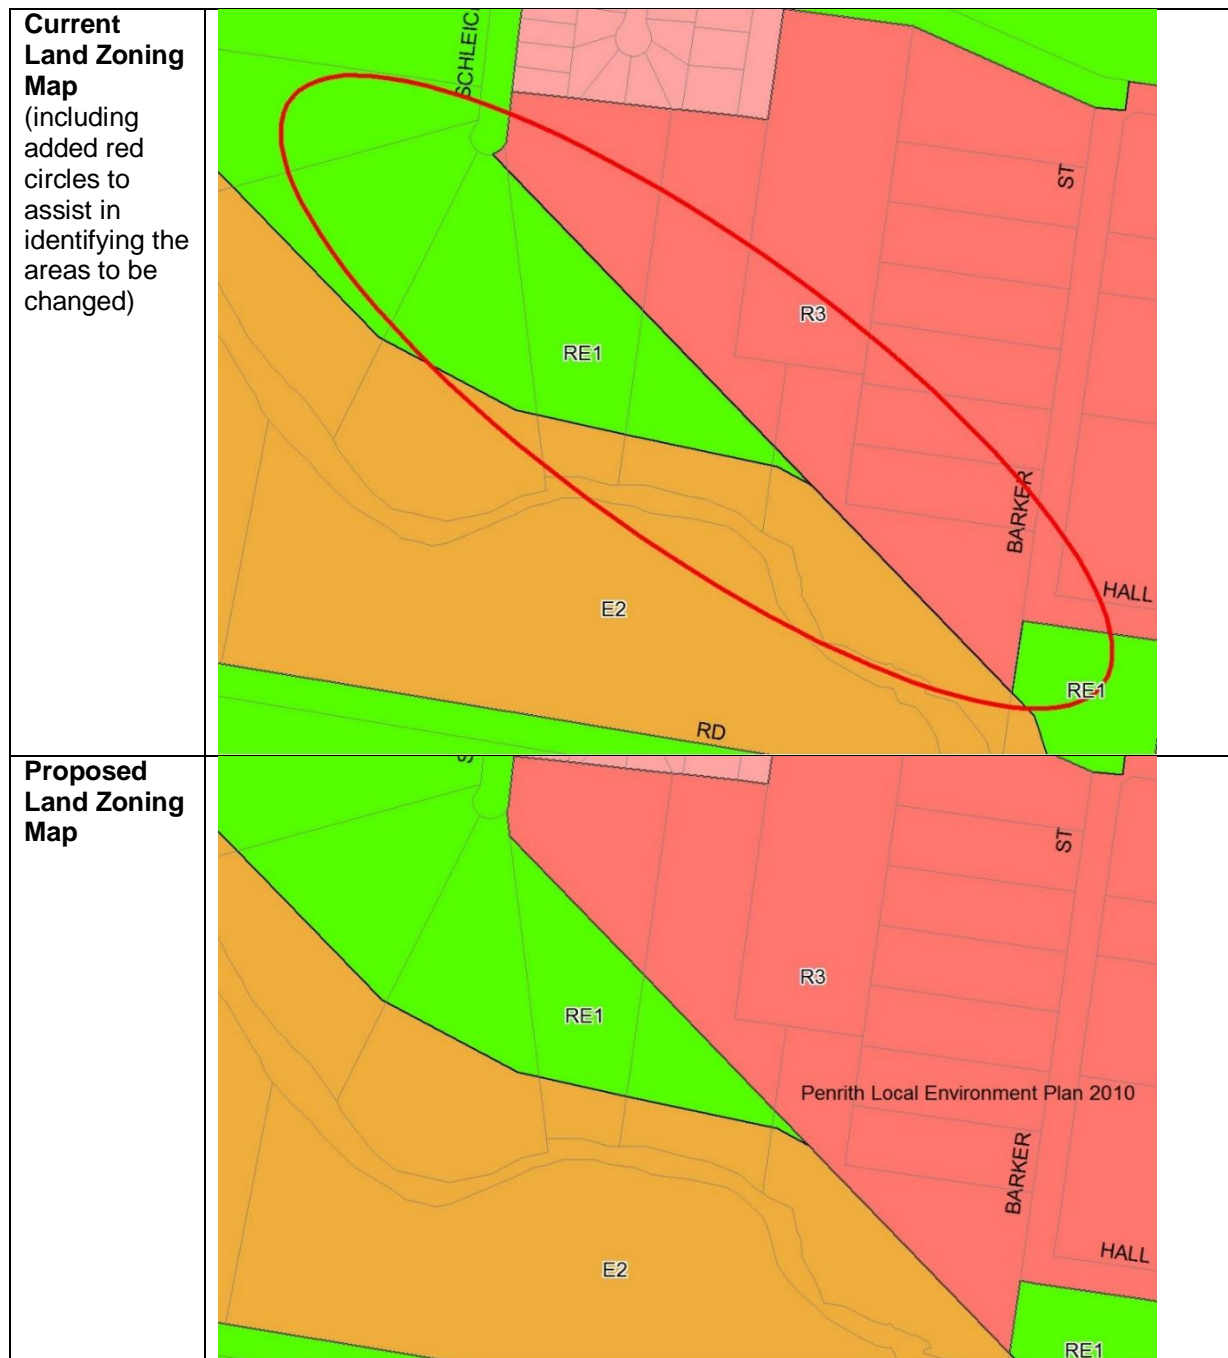 Current
Land Zoning
Map
(including
added red
circles to
assist in
identifying the
areas to be
changed)
ST
R3
RE1
BARKER
HALL
E2
RE1
RD
Proposed
Land Zoning
Map
ST
R3
RE1
Penrith Local Environment Plan 2010
BARKER
HALL
E2
RE1